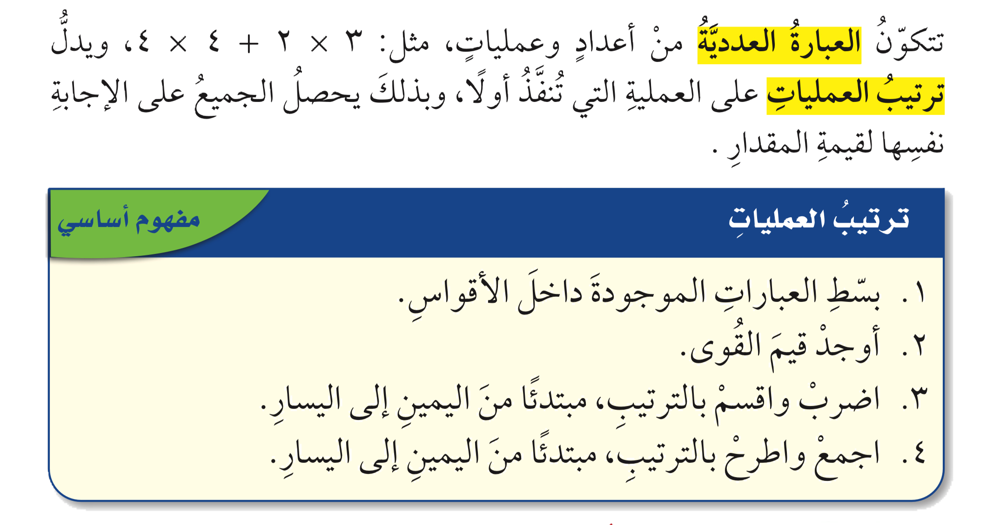 تتكوّنُ العبارةُ العدديَّةُ منْ أعدادٍ وعملياتٍ، مثل: ٣ × ٢ + ٤ × ٤، ويدلُّ
ترتيبُ العملياتِ على العمليةِ التي تُنفَّذُ أولًا، وبذلكَ يحصلُ الجميعُ على الإجابةِ
نفسِها لقيمةِ المقدارِ .
ترتيبُ العملياتِ
مفهوم أساسي
١. بسّطِ العباراتِ الموجودةَ داخلَ الأقواسِ.
٢. أوجدْ قيمَ القُوى.
٣. اضربْ واقسمْ بالترتيبِ، مبتدئًا منَ اليمينِ إلى اليسارِ.
٤. اجمعْ واطرحْ بالترتيبِ، مبتدئًا منَ اليمينِ إلى اليسارِ.